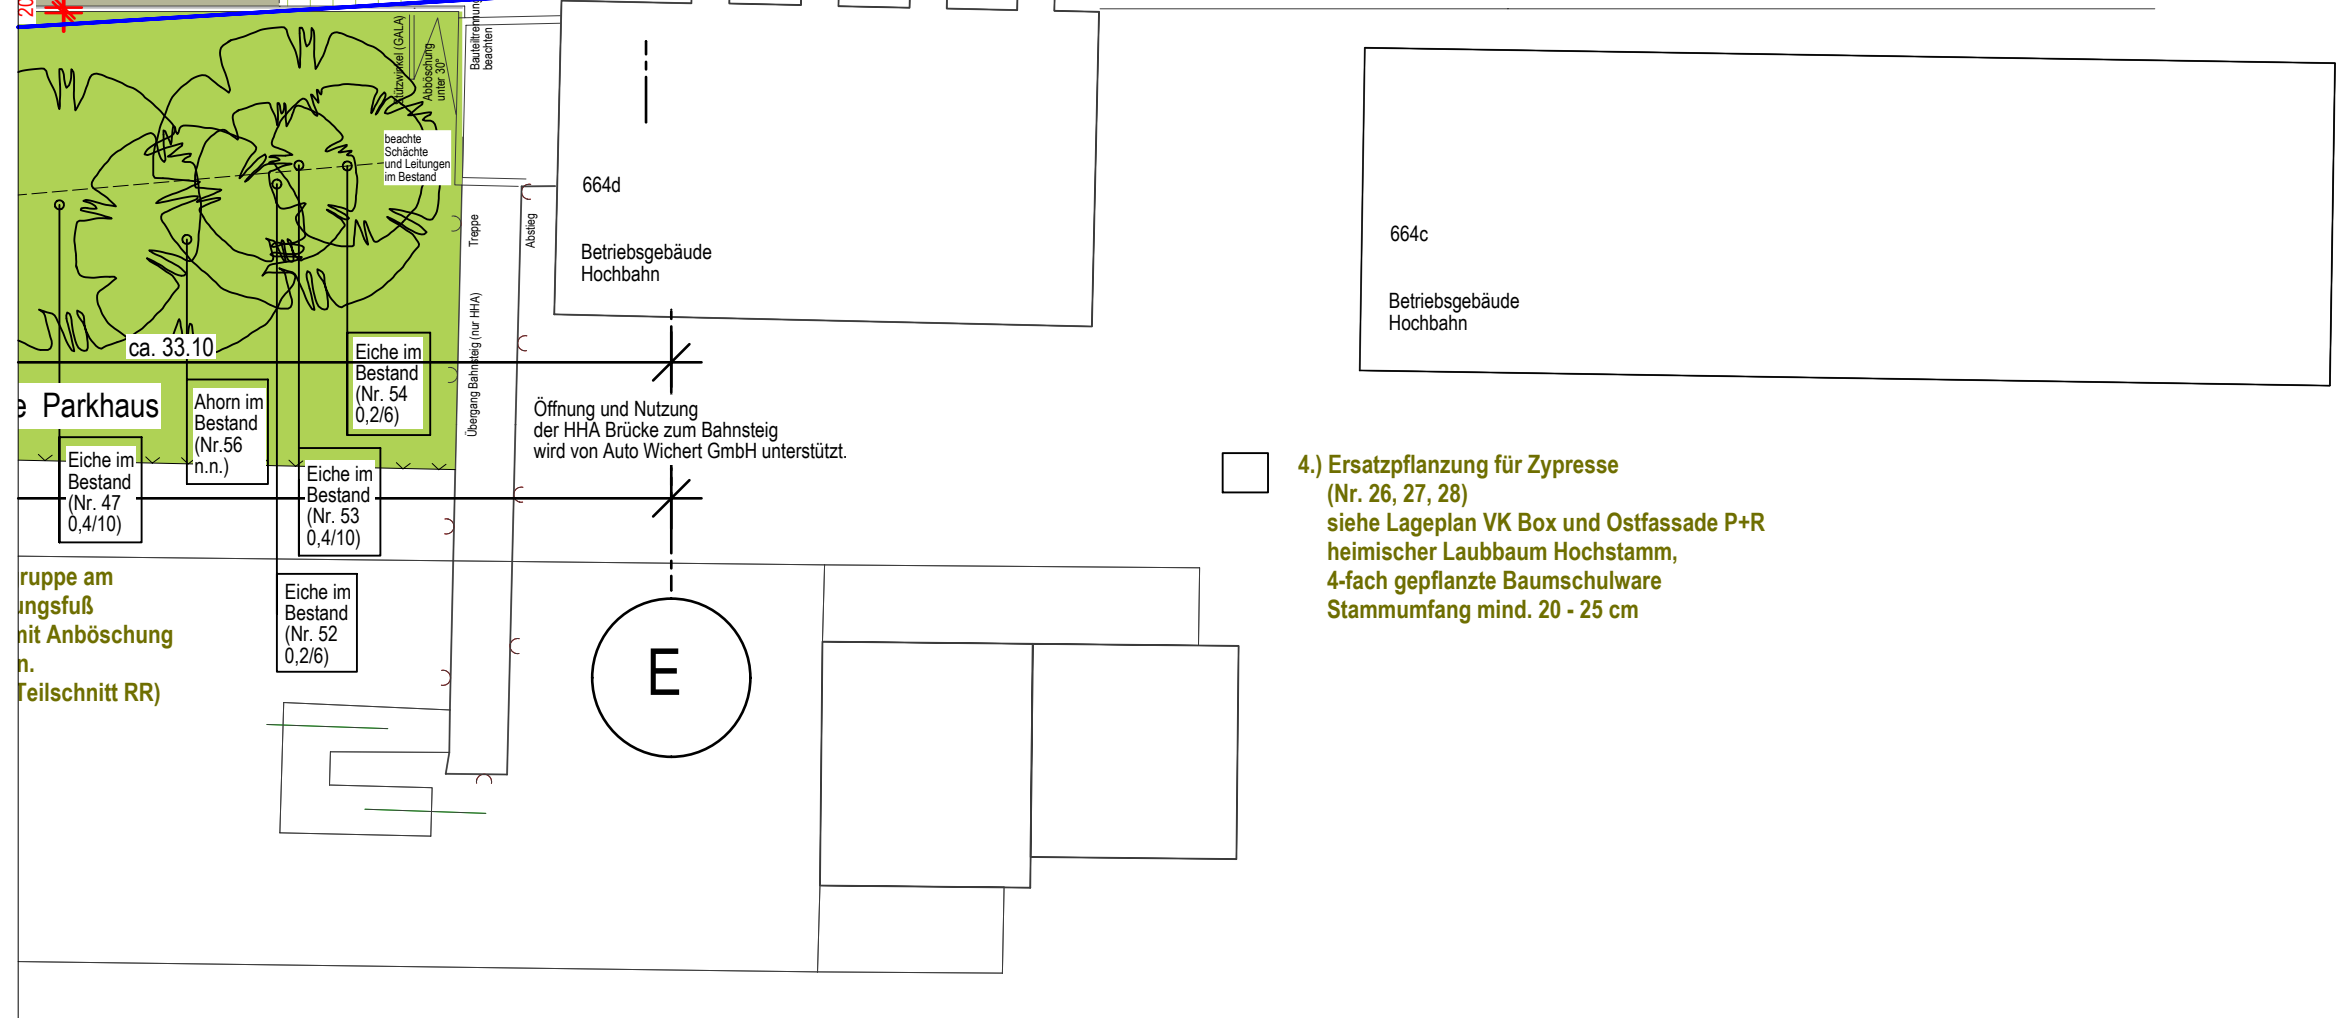 20
Stützwinkel (GALA)
Abböschung
unter 30°
Bauteiltrennung
beachten
beachte
Schächte
und Leitungen
im Bestand
Treppe
Abstieg
Übergang Bahnsteig (nur HHA)
664d
Betriebsgebäude
Hochbahn
664c
Betriebsgebäude
Hochbahn
ca. 33.10
e Parkhaus
Eiche im
Bestand
(Nr. 54
0,2/6)
Ahorn im
Bestand
(Nr.56
n.n.)
Eiche im
Bestand
(Nr. 47
0,4/10)
Eiche im
Bestand
(Nr. 53
0,4/10)
Eiche im
Bestand
(Nr. 52
0,2/6)
Öffnung und Nutzung
der HHA Brücke zum Bahnsteig
wird von Auto Wichert GmbH unterstützt.
4.) Ersatzpflanzung für Zypresse
(Nr. 26, 27, 28)
siehe Lageplan VK Box und Ostfassade P+R
heimischer Laubbaum Hochstamm,
4-fach gepflanzte Baumschulware
Stammumfang mind. 20 - 25 cm
ruppe am
ungsfuß
mit Anböschung
n.
Teilschnitt RR)
E